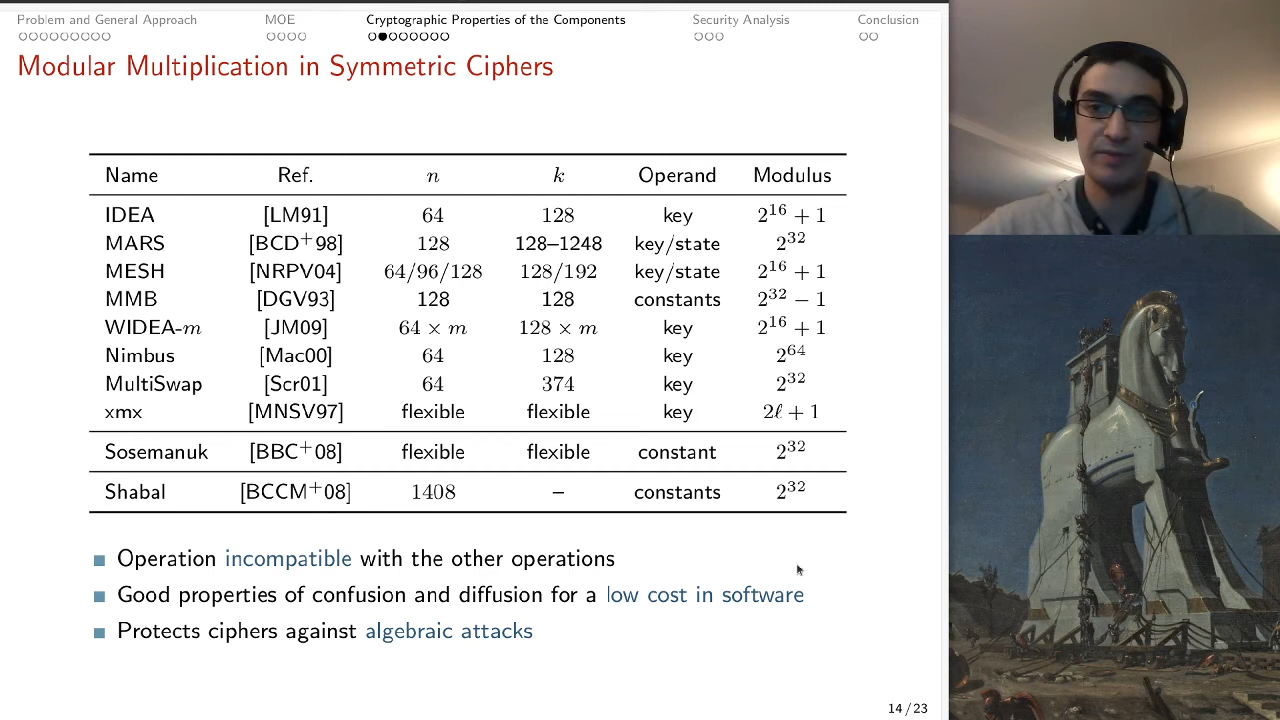 Problem and General Approach MOE Cryptographic Properties of the Components Security Analysis Conclusion
Modular Multiplication in Symmetric Ciphers
Name Ref. n k Operand Modulus
IDEA [LM91] 64 128 key 2^16 + 1
MARS [BCD+98] 128 128–1248 key/state 2^32
MESH [NRPV04] 64/96/128 128/192 key/state 2^16 + 1
MMB [DGV93] 128 128 constants 2^32 − 1
WIDEA-m [JM09] 64 × m 128 × m key 2^16 + 1
Nimbus [Mac00] 64 128 key 2^64
MultiSwap [Scr01] 64 374 key 2^32
xmx [MNSV97] flexible flexible key 2ℓ + 1
Sosemanuk [BBC+08] flexible flexible constant 2^32
Shabal [BCCM+08] 1408 – constants 2^32
Operation incompatible with the other operations
Good properties of confusion and diffusion for a low cost in software
Protects ciphers against algebraic attacks
14/23